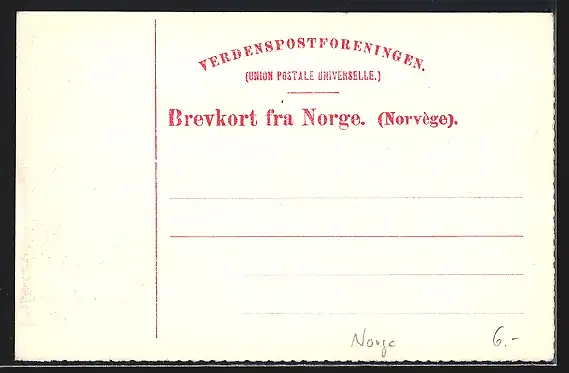 VERDENSPOSTFORENINGEN.
(UNION POSTALE UNIVERSELLE.)
Brevkort fra Norge. (Norvège).
Norge 6.-